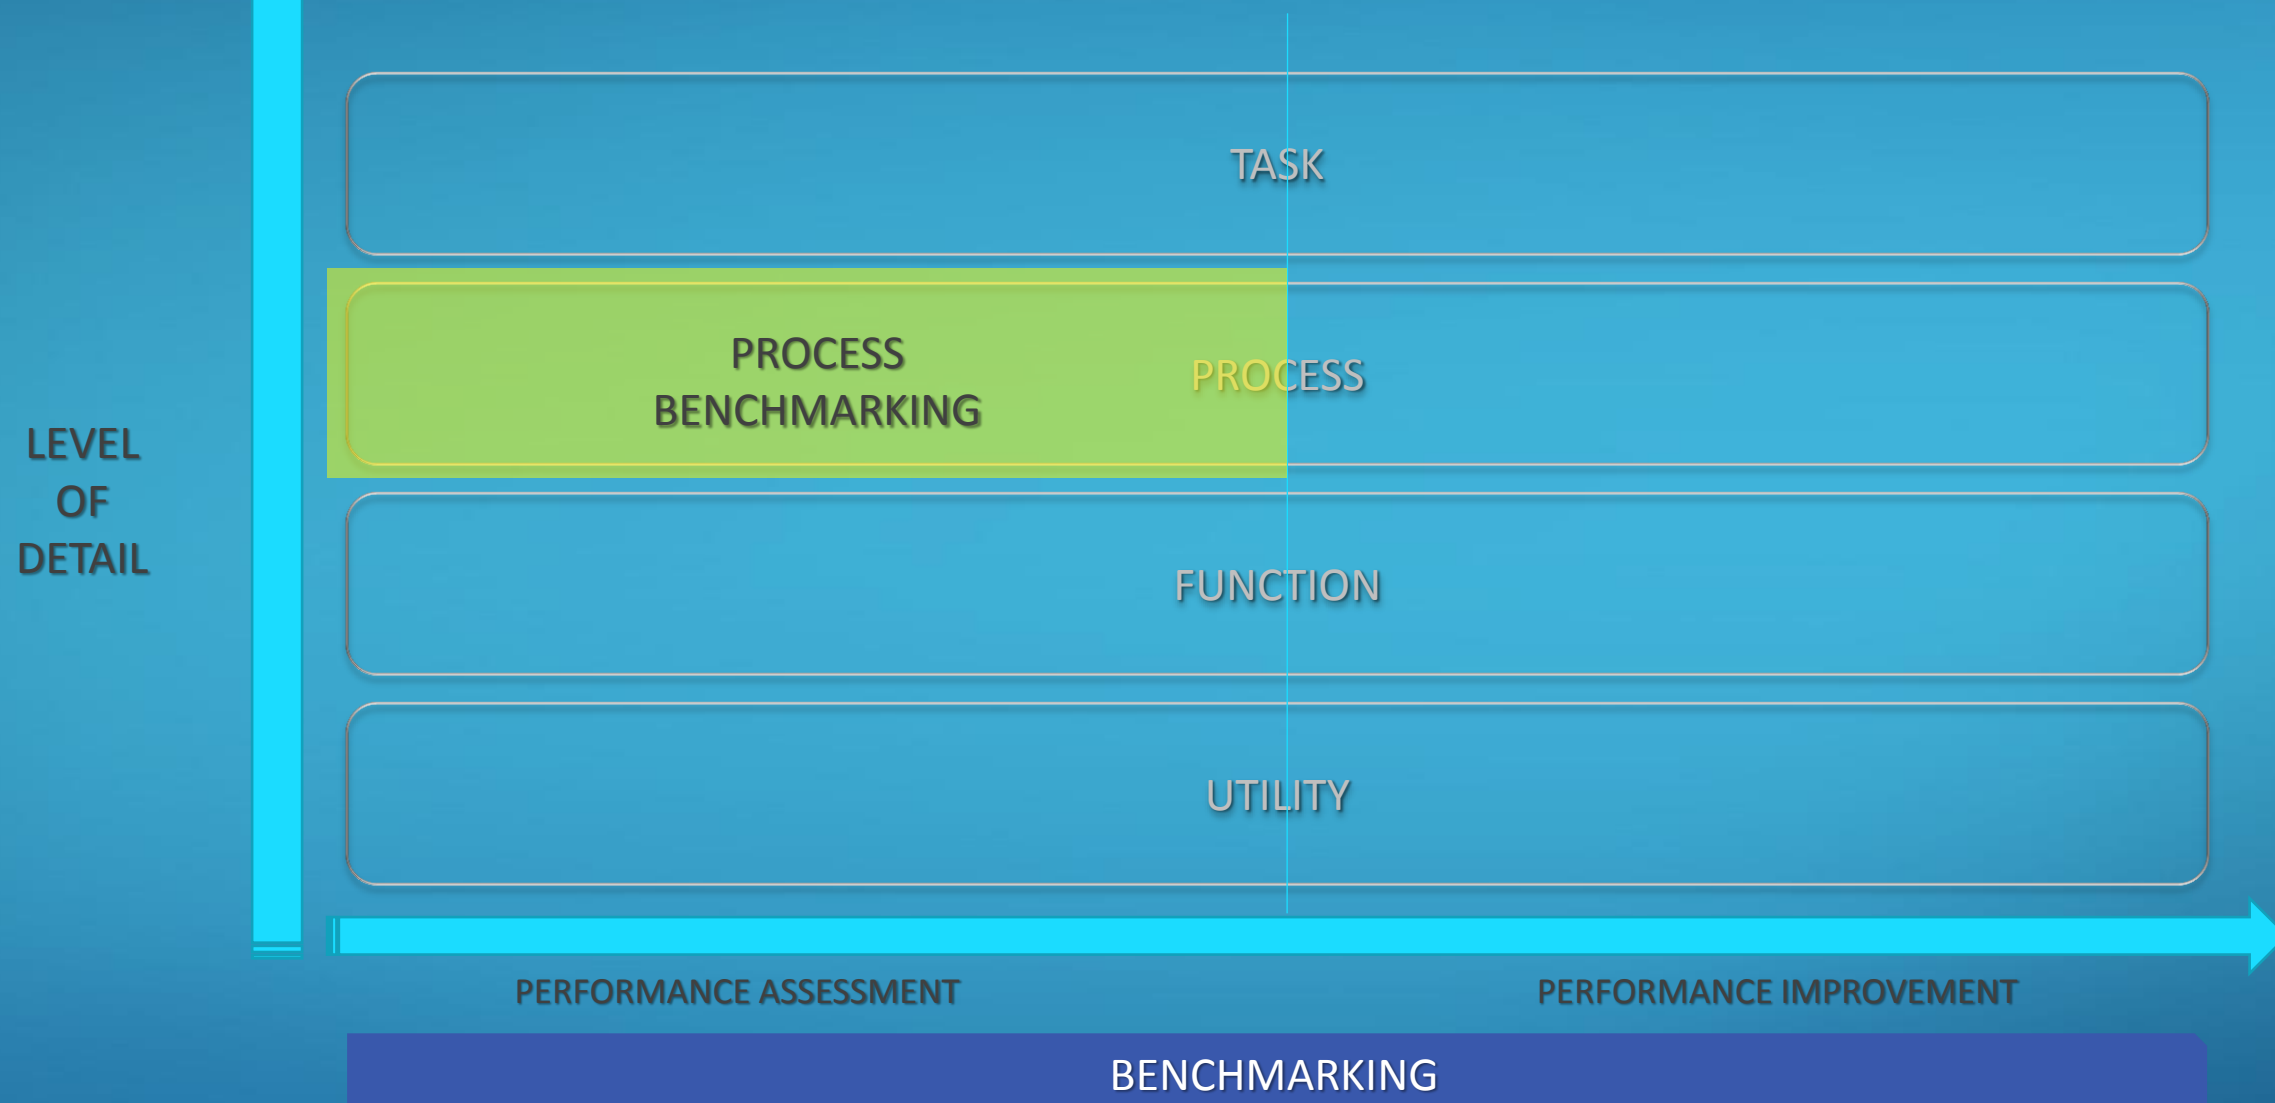 TASK
PROCESS
BENCHMARKING
PROCESS
FUNCTION
UTILITY
LEVEL
OF
DETAIL
PERFORMANCE ASSESSMENT
PERFORMANCE IMPROVEMENT
BENCHMARKING